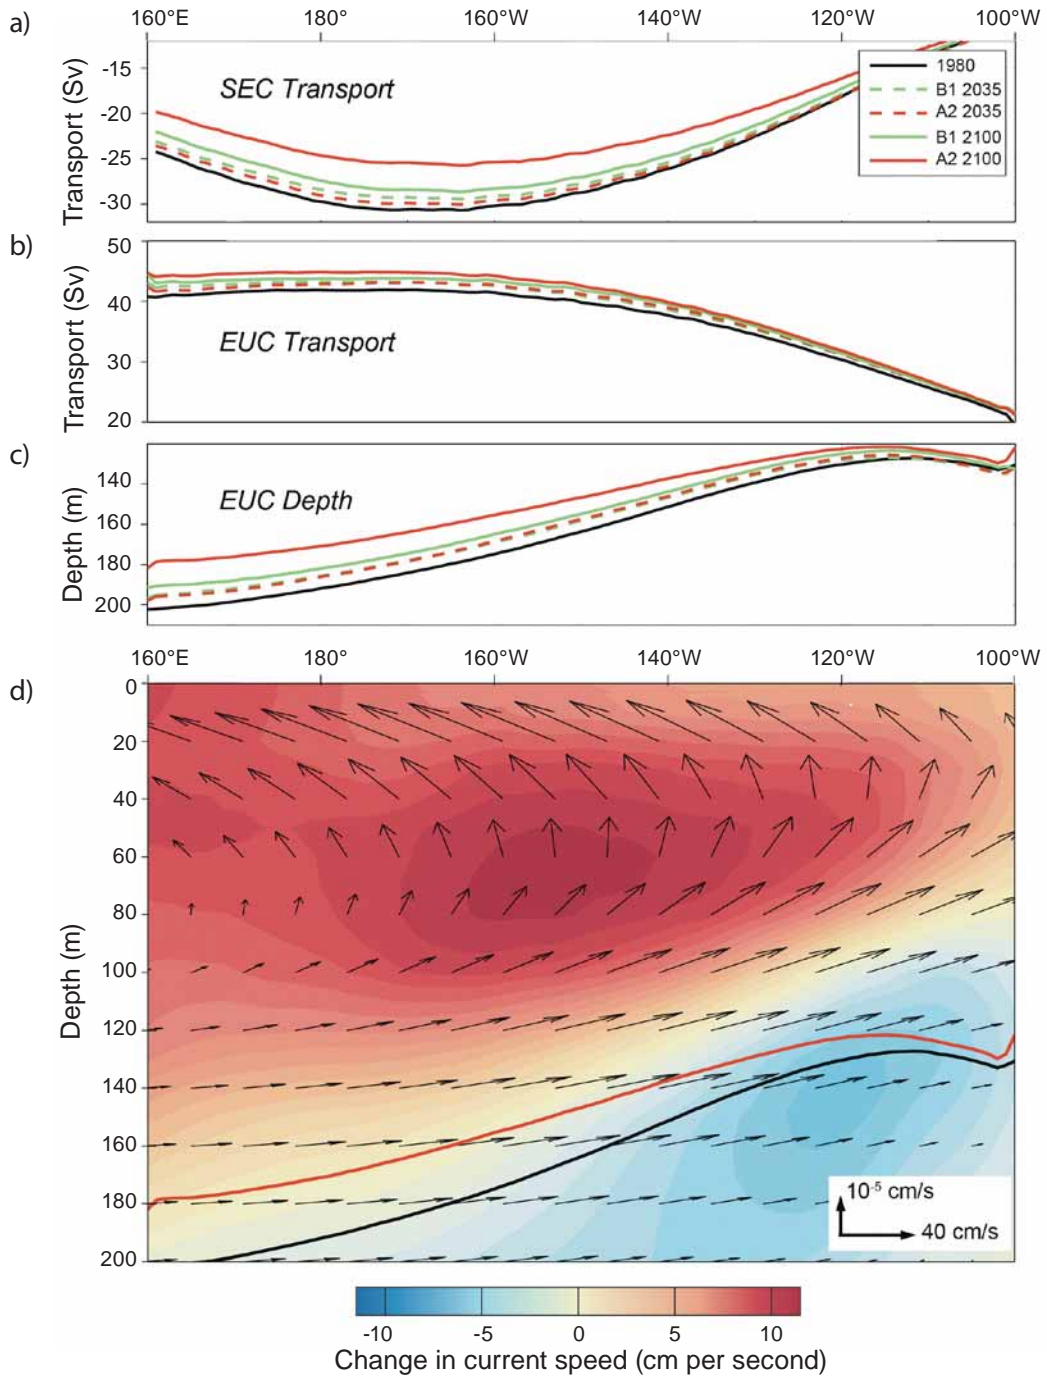 a)
160°E 180° 160°W 140°W 120°W 100°W
Transport (Sv)
-15
-20
-25
-30
SEC Transport
1980
B1 2035
A2 2035
B1 2100
A2 2100
b)
Transport (Sv)
50
40
30
20
EUC Transport
c)
Depth (m)
140
160
180
200
EUC Depth
160°E 180° 160°W 140°W 120°W 100°W
d)
Depth (m)
0
20
40
60
80
100
120
140
160
180
200
10-5 cm/s
40 cm/s
-10 -5 0 5 10
Change in current speed (cm per second)